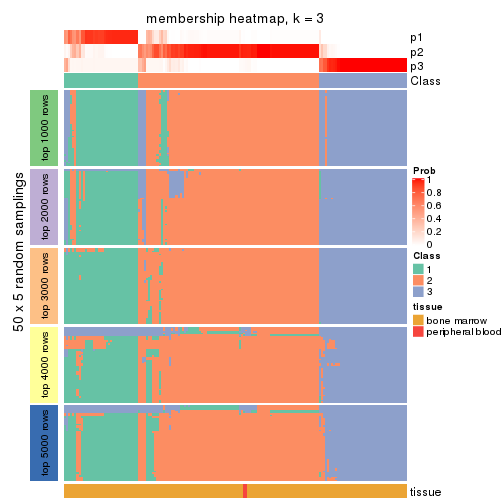 membership heatmap, k = 3
p1
p2
p3
Class
50 x 5 random samplings
top 1000 rows
top 2000 rows
top 3000 rows
top 4000 rows
top 5000 rows
Prob
1
0.8
0.6
0.4
0.2
0
Class
1
2
3
tissue
bone marrow
peripheral blood
tissue